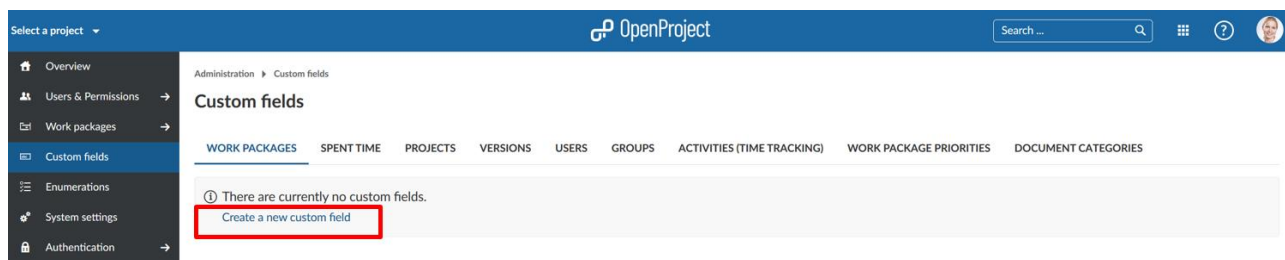 Select a project
OpenProject
Search ...
?
Overview
Users & Permissions
Work packages
Custom fields
Enumerations
System settings
Authentication
Administration Custom fields
Custom fields
WORK PACKAGES SPENT TIME PROJECTS VERSIONS USERS GROUPS ACTIVITIES (TIME TRACKING) WORK PACKAGE PRIORITIES DOCUMENT CATEGORIES
There are currently no custom fields.
Create a new custom field